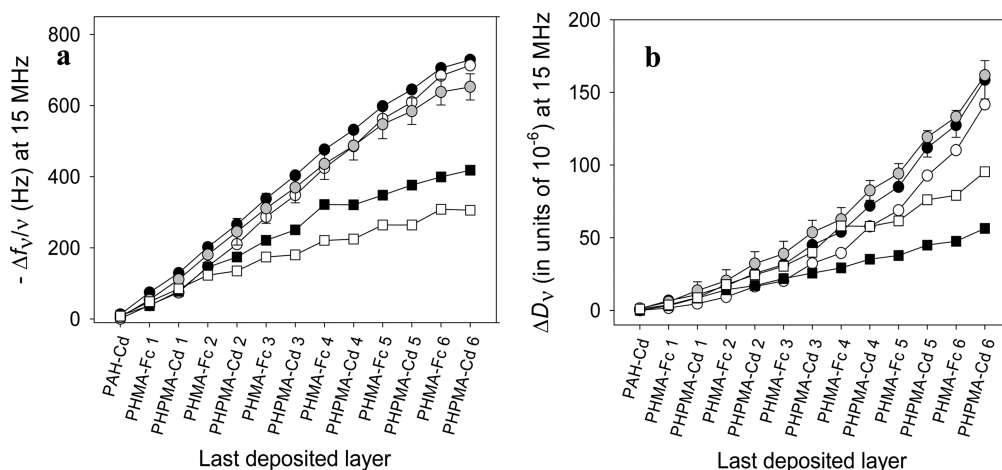 a
- Δfν/ν (Hz) at 15 MHz
800
600
400
200
0
PAH-Cd
PHMA-Fc 1
PHPMA-Cd 1
PHMA-Fc 2
PHPMA-Cd 2
PHMA-Fc 3
PHPMA-Cd 3
PHMA-Fc 4
PHPMA-Cd 4
PHMA-Fc 5
PHPMA-Cd 5
PHMA-Fc 6
PHPMA-Cd 6
Last deposited layer
b
ΔDν (in units of 10-6) at 15 MHz
200
150
100
50
0
PAH-Cd
PHMA-Fc 1
PHPMA-Cd 1
PHMA-Fc 2
PHPMA-Cd 2
PHMA-Fc 3
PHPMA-Cd 3
PHMA-Fc 4
PHPMA-Cd 4
PHMA-Fc 5
PHPMA-Cd 5
PHMA-Fc 6
PHPMA-Cd 6
Last deposited layer